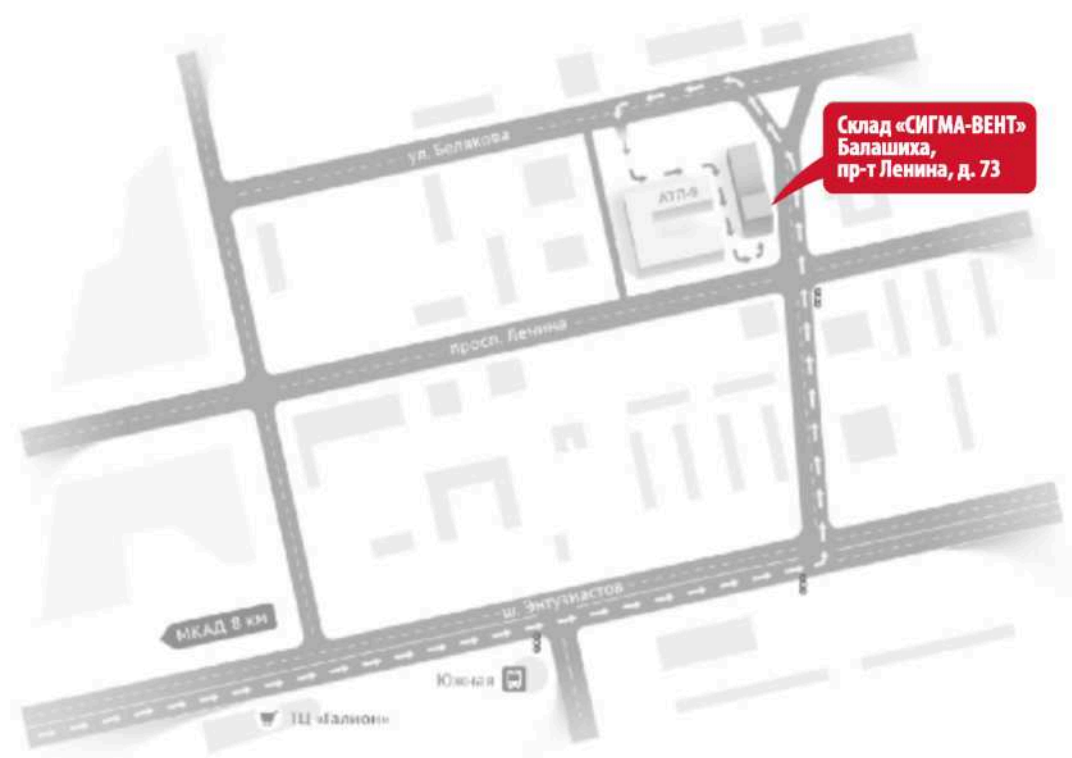 ул. Белякова
Склад «СИГМА-ВЕНТ»
Балашиха,
пр-т Ленина, д. 73
АТП-9
просп. Ленина
ш. Энтузиастов
МКАД 8 км
Южная
ТЦ «Галион»